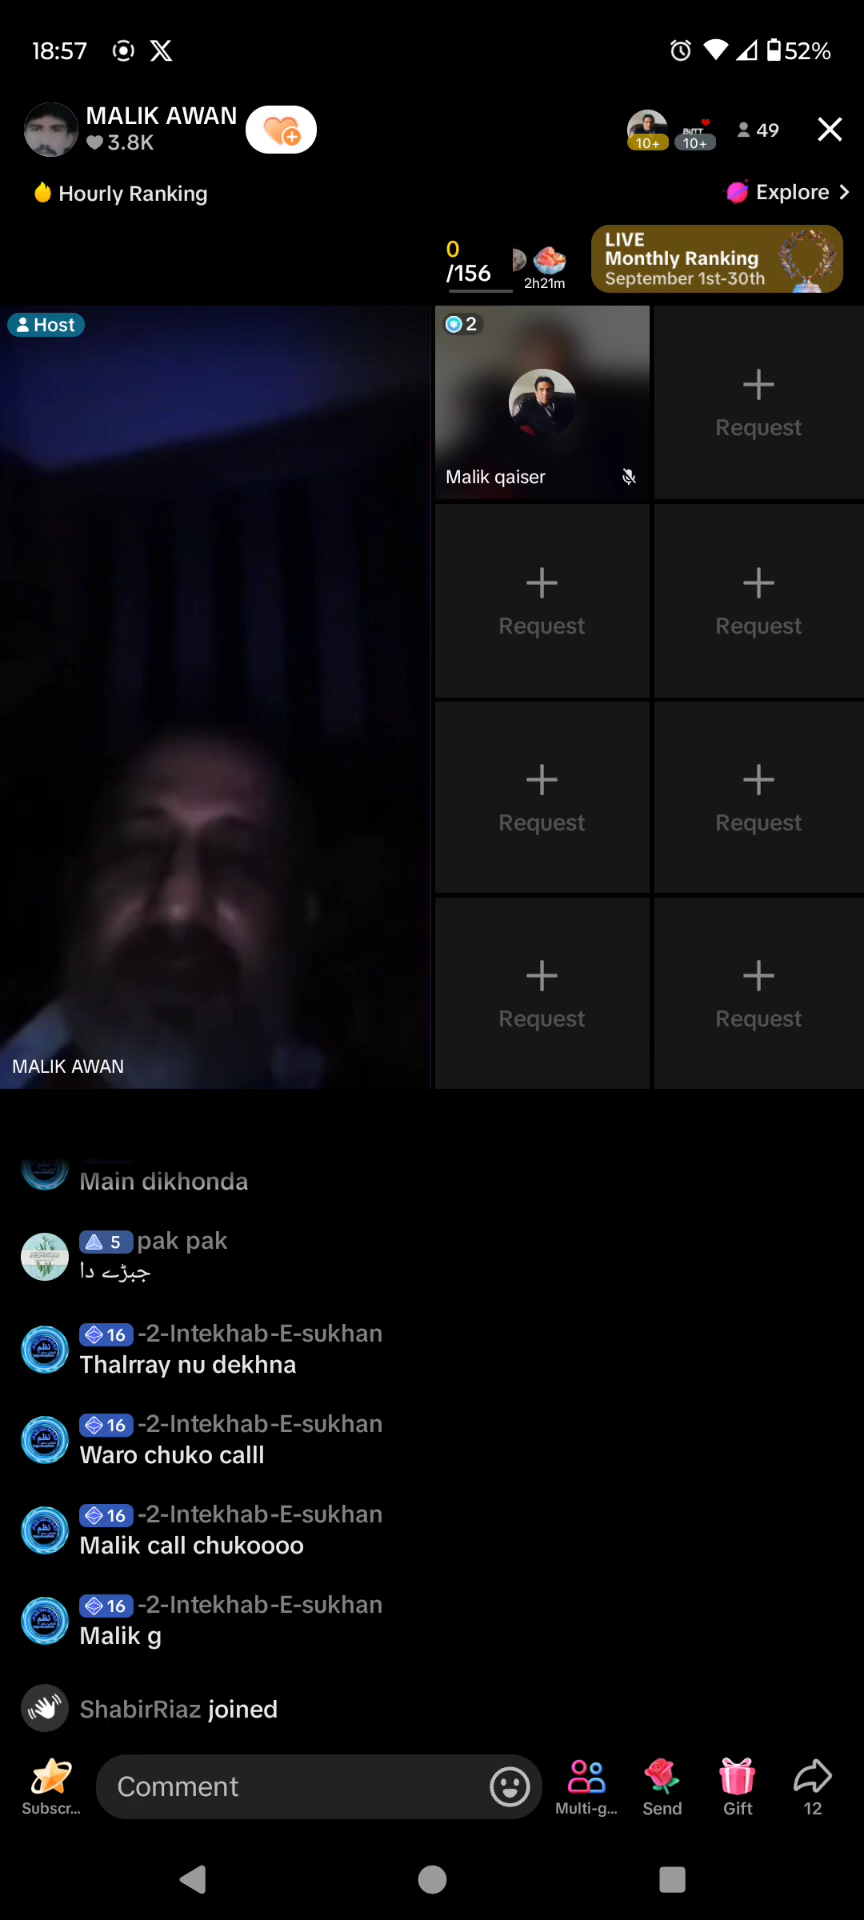 18:57
52%
MALIK AWAN
3.8K
10+
10+
49
Hourly Ranking
Explore
0
/156
2h21m
LIVE
Monthly Ranking
September 1st-30th
Host
2
Malik qaiser
Request
Request
Request
Request
Request
Request
Request
MALIK AWAN
Main dikhonda
5 pak pak
جبڑے دا
16 -2-Intekhab-E-sukhan
Thalrray nu dekhna
16 -2-Intekhab-E-sukhan
Waro chuko calll
16 -2-Intekhab-E-sukhan
Malik call chukoooo
16 -2-Intekhab-E-sukhan
Malik g
ShabirRiaz joined
Comment
Subscr...
Multi-g...
Send
Gift
12